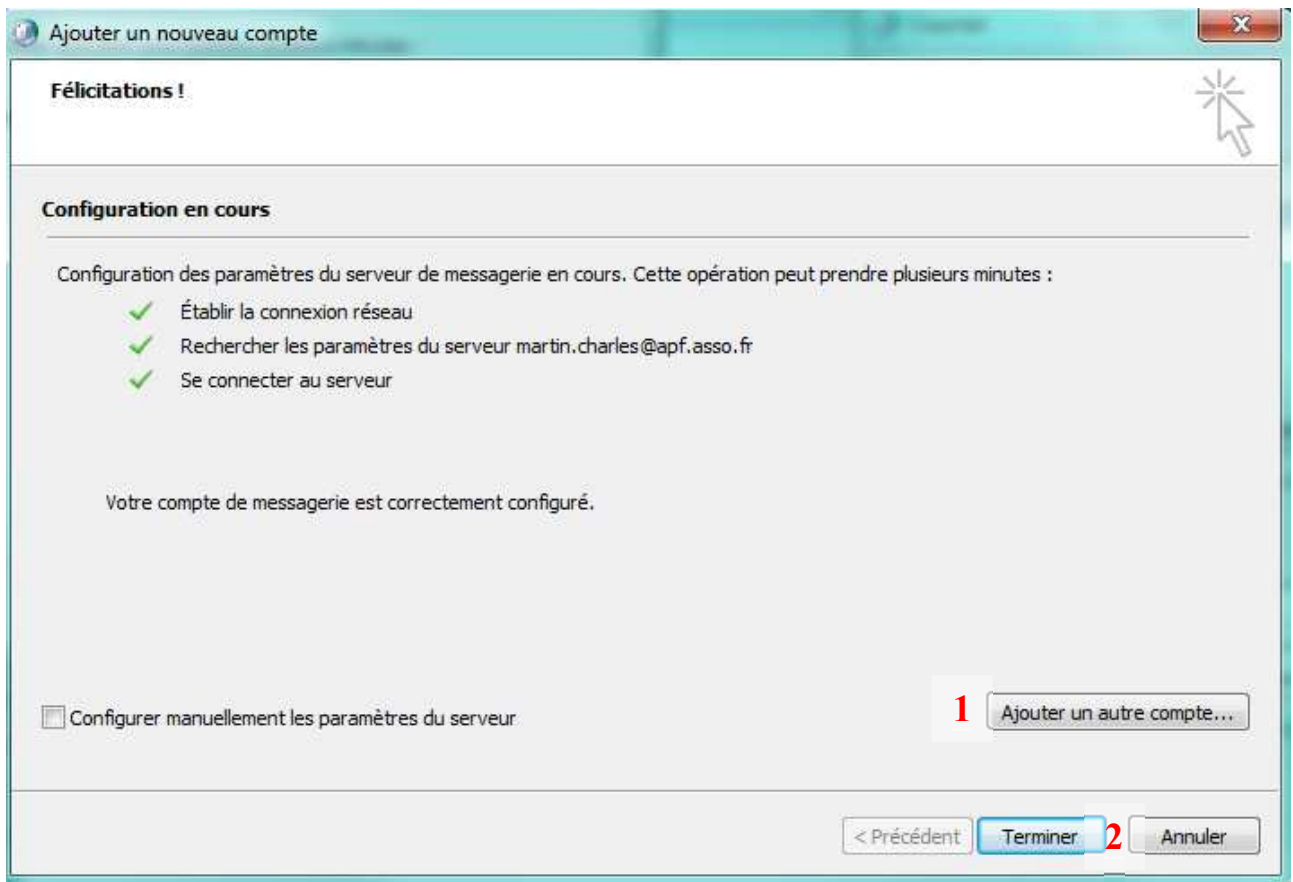 Ajouter un nouveau compte
Félicitations !
Configuration en cours
Configuration des paramètres du serveur de messagerie en cours. Cette opération peut prendre plusieurs minutes :
Établir la connexion réseau
Rechercher les paramètres du serveur martin.charles@apf.asso.fr
Se connecter au serveur
Votre compte de messagerie est correctement configuré.
Configurer manuellement les paramètres du serveur
1 Ajouter un autre compte...
< Précédent Terminer 2 Annuler